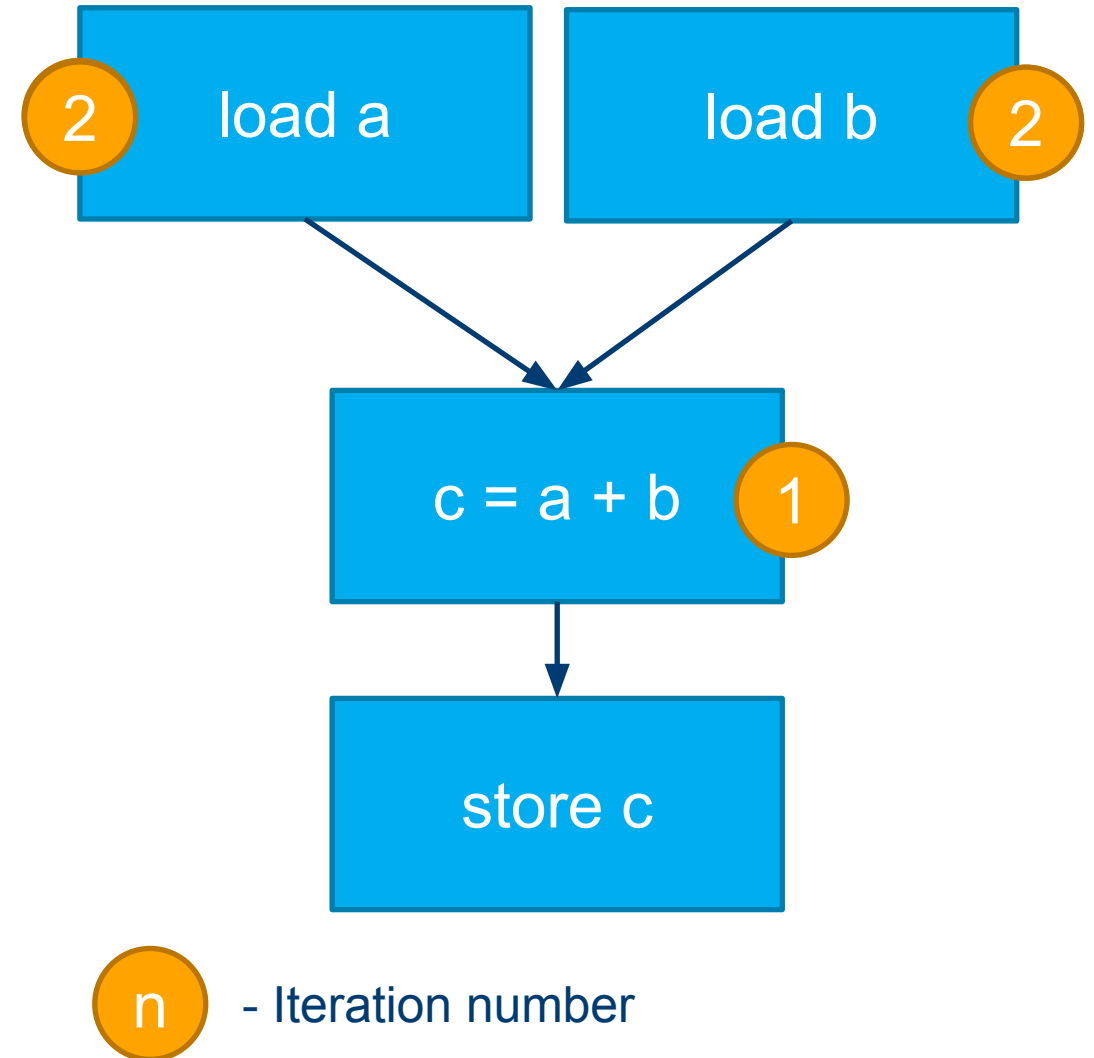 2
load a
load b
2
c = a + b
1
store c
n
- Iteration number